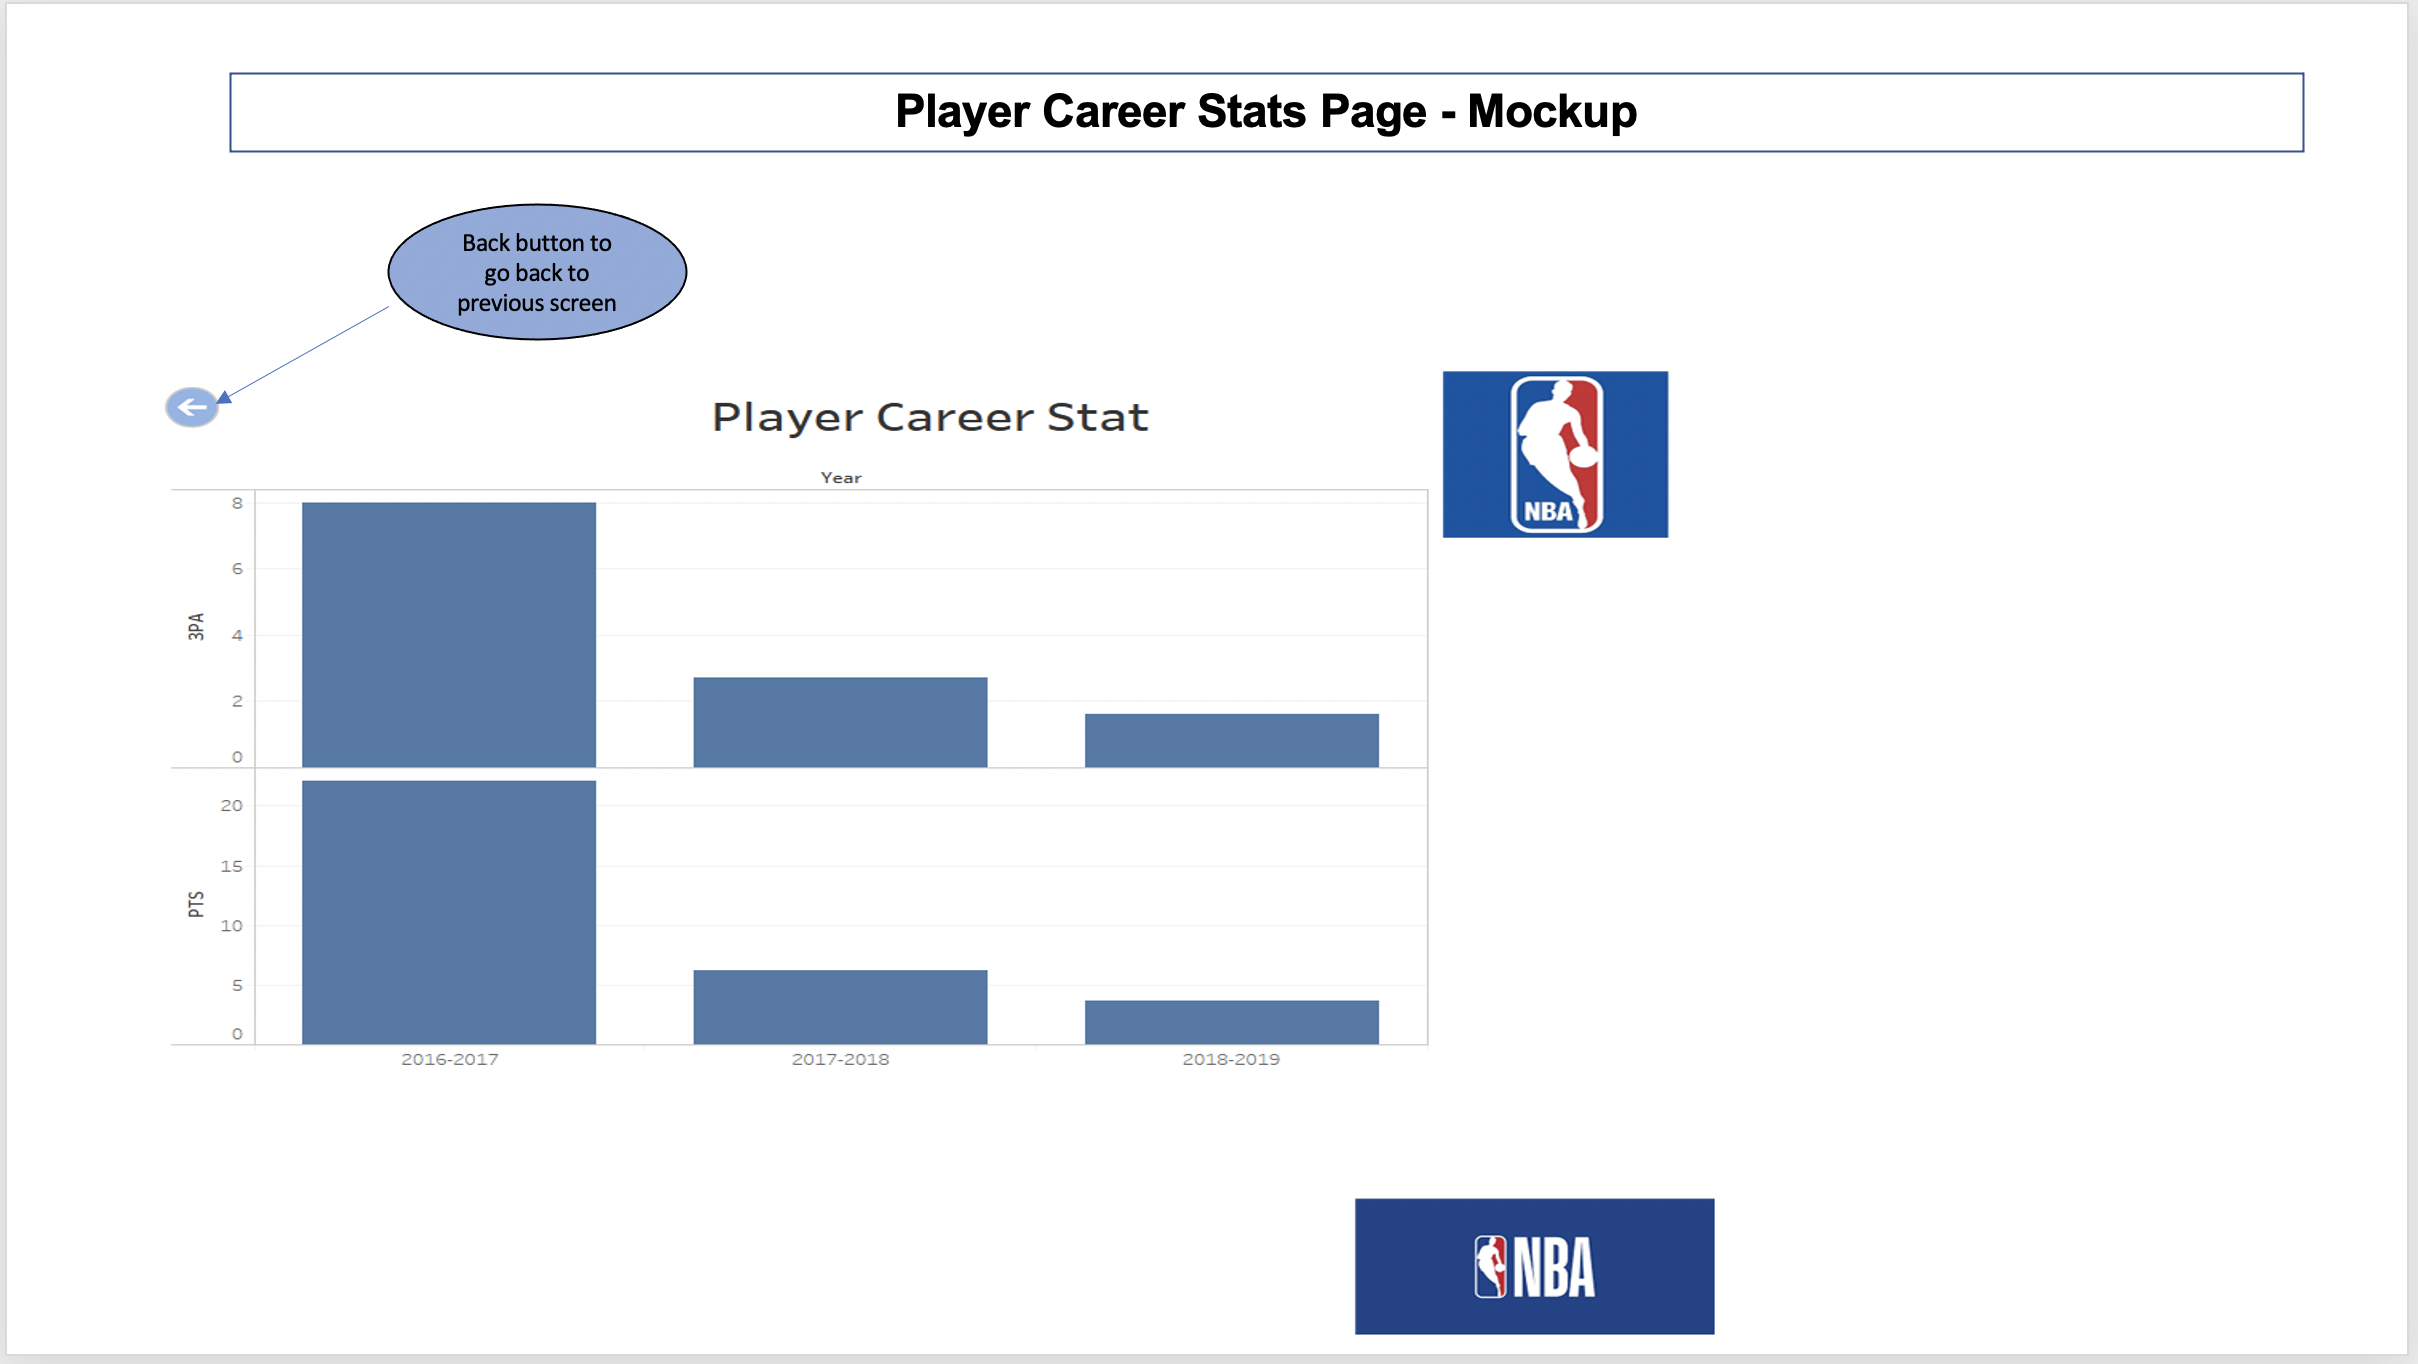 Player Career Stats Page - Mockup
Back button to
go back to
previous screen
Player Career Stat
Year
NBA
8
6
4
2
0
3PA
20
15
10
5
0
PTS
2016-2017
2017-2018
2018-2019
NBA